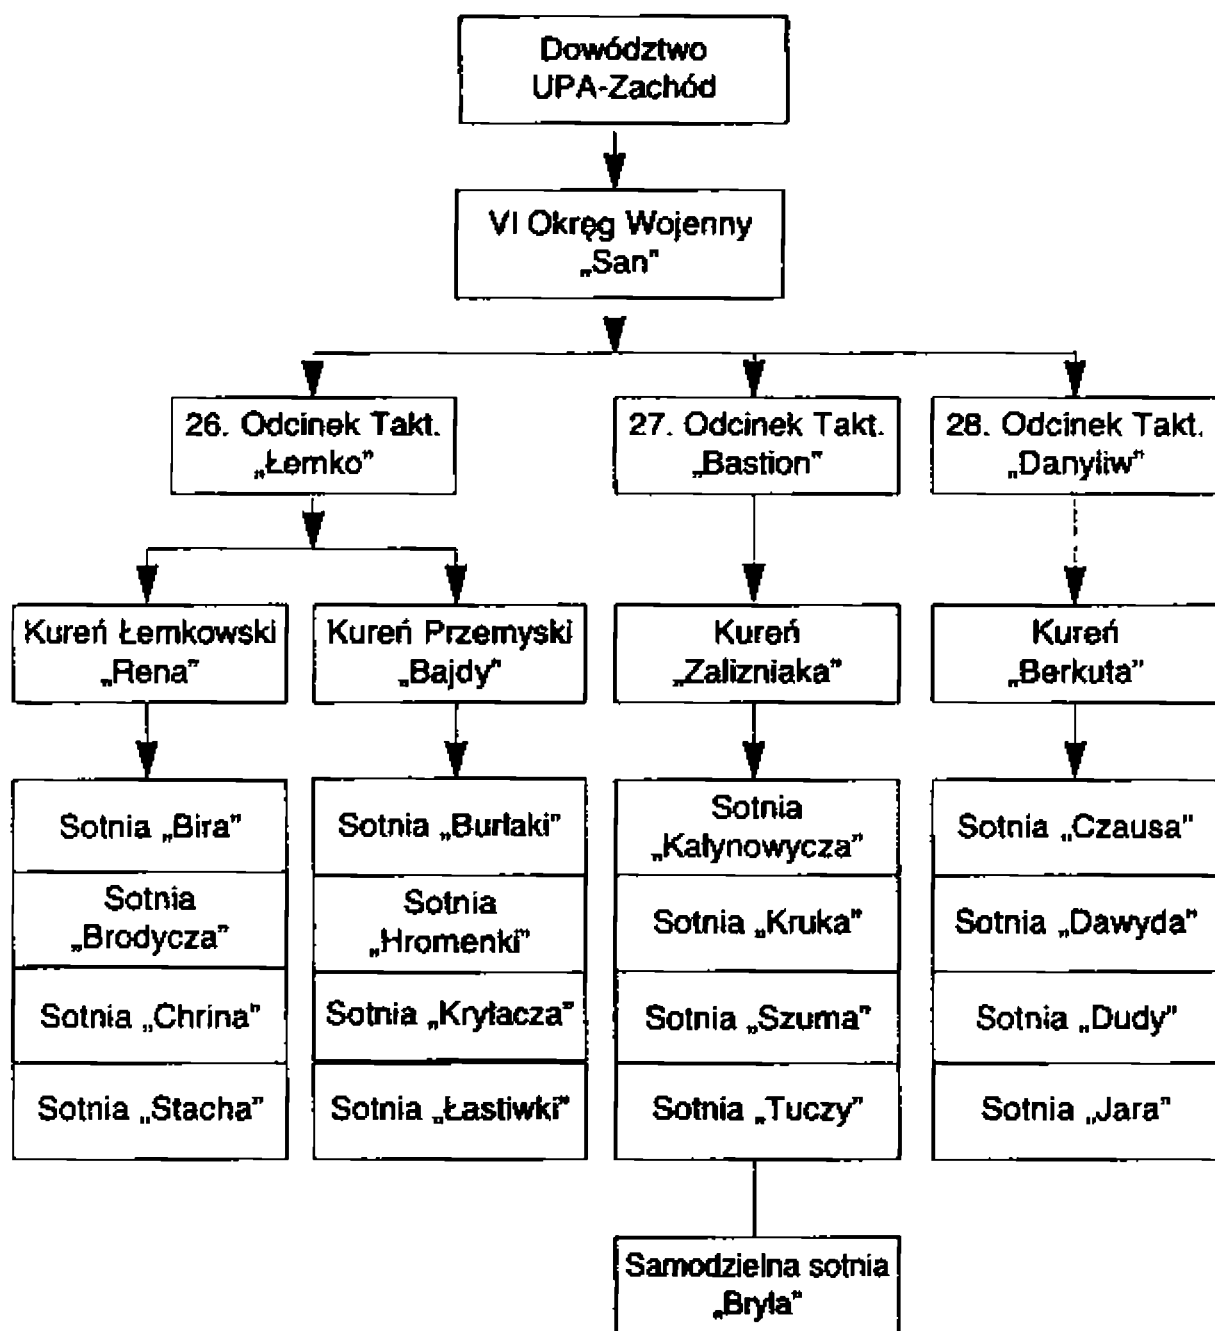 Dowództwo
UPA-Zachód
VI Okręg Wojenny
„San”
26. Odcinek Takt.
„Łemko”
27. Odcinek Takt.
„Bastion”
28. Odcinek Takt.
„Danyliw”
Kureń Łemkowski
„Rena”
Kureń Przemyski
„Bajdy”
Kureń
„Zalizniaka”
Kureń
„Berkuta”
Sotnia „Bira”
Sotnia
„Brodycza”
Sotnia „Chrina”
Sotnia „Stacha”
Sotnia „Burłaki”
Sotnia
„Hromenki”
Sotnia „Kryłacza”
Sotnia „Łastiwki”
Sotnia
„Kałynowycza”
Sotnia „Kruka”
Sotnia „Szuma”
Sotnia „Tuczy”
Samodzielna sotnia
„Bryła”
Sotnia „Czausa”
Sotnia „Dawyda”
Sotnia „Dudy”
Sotnia „Jara”